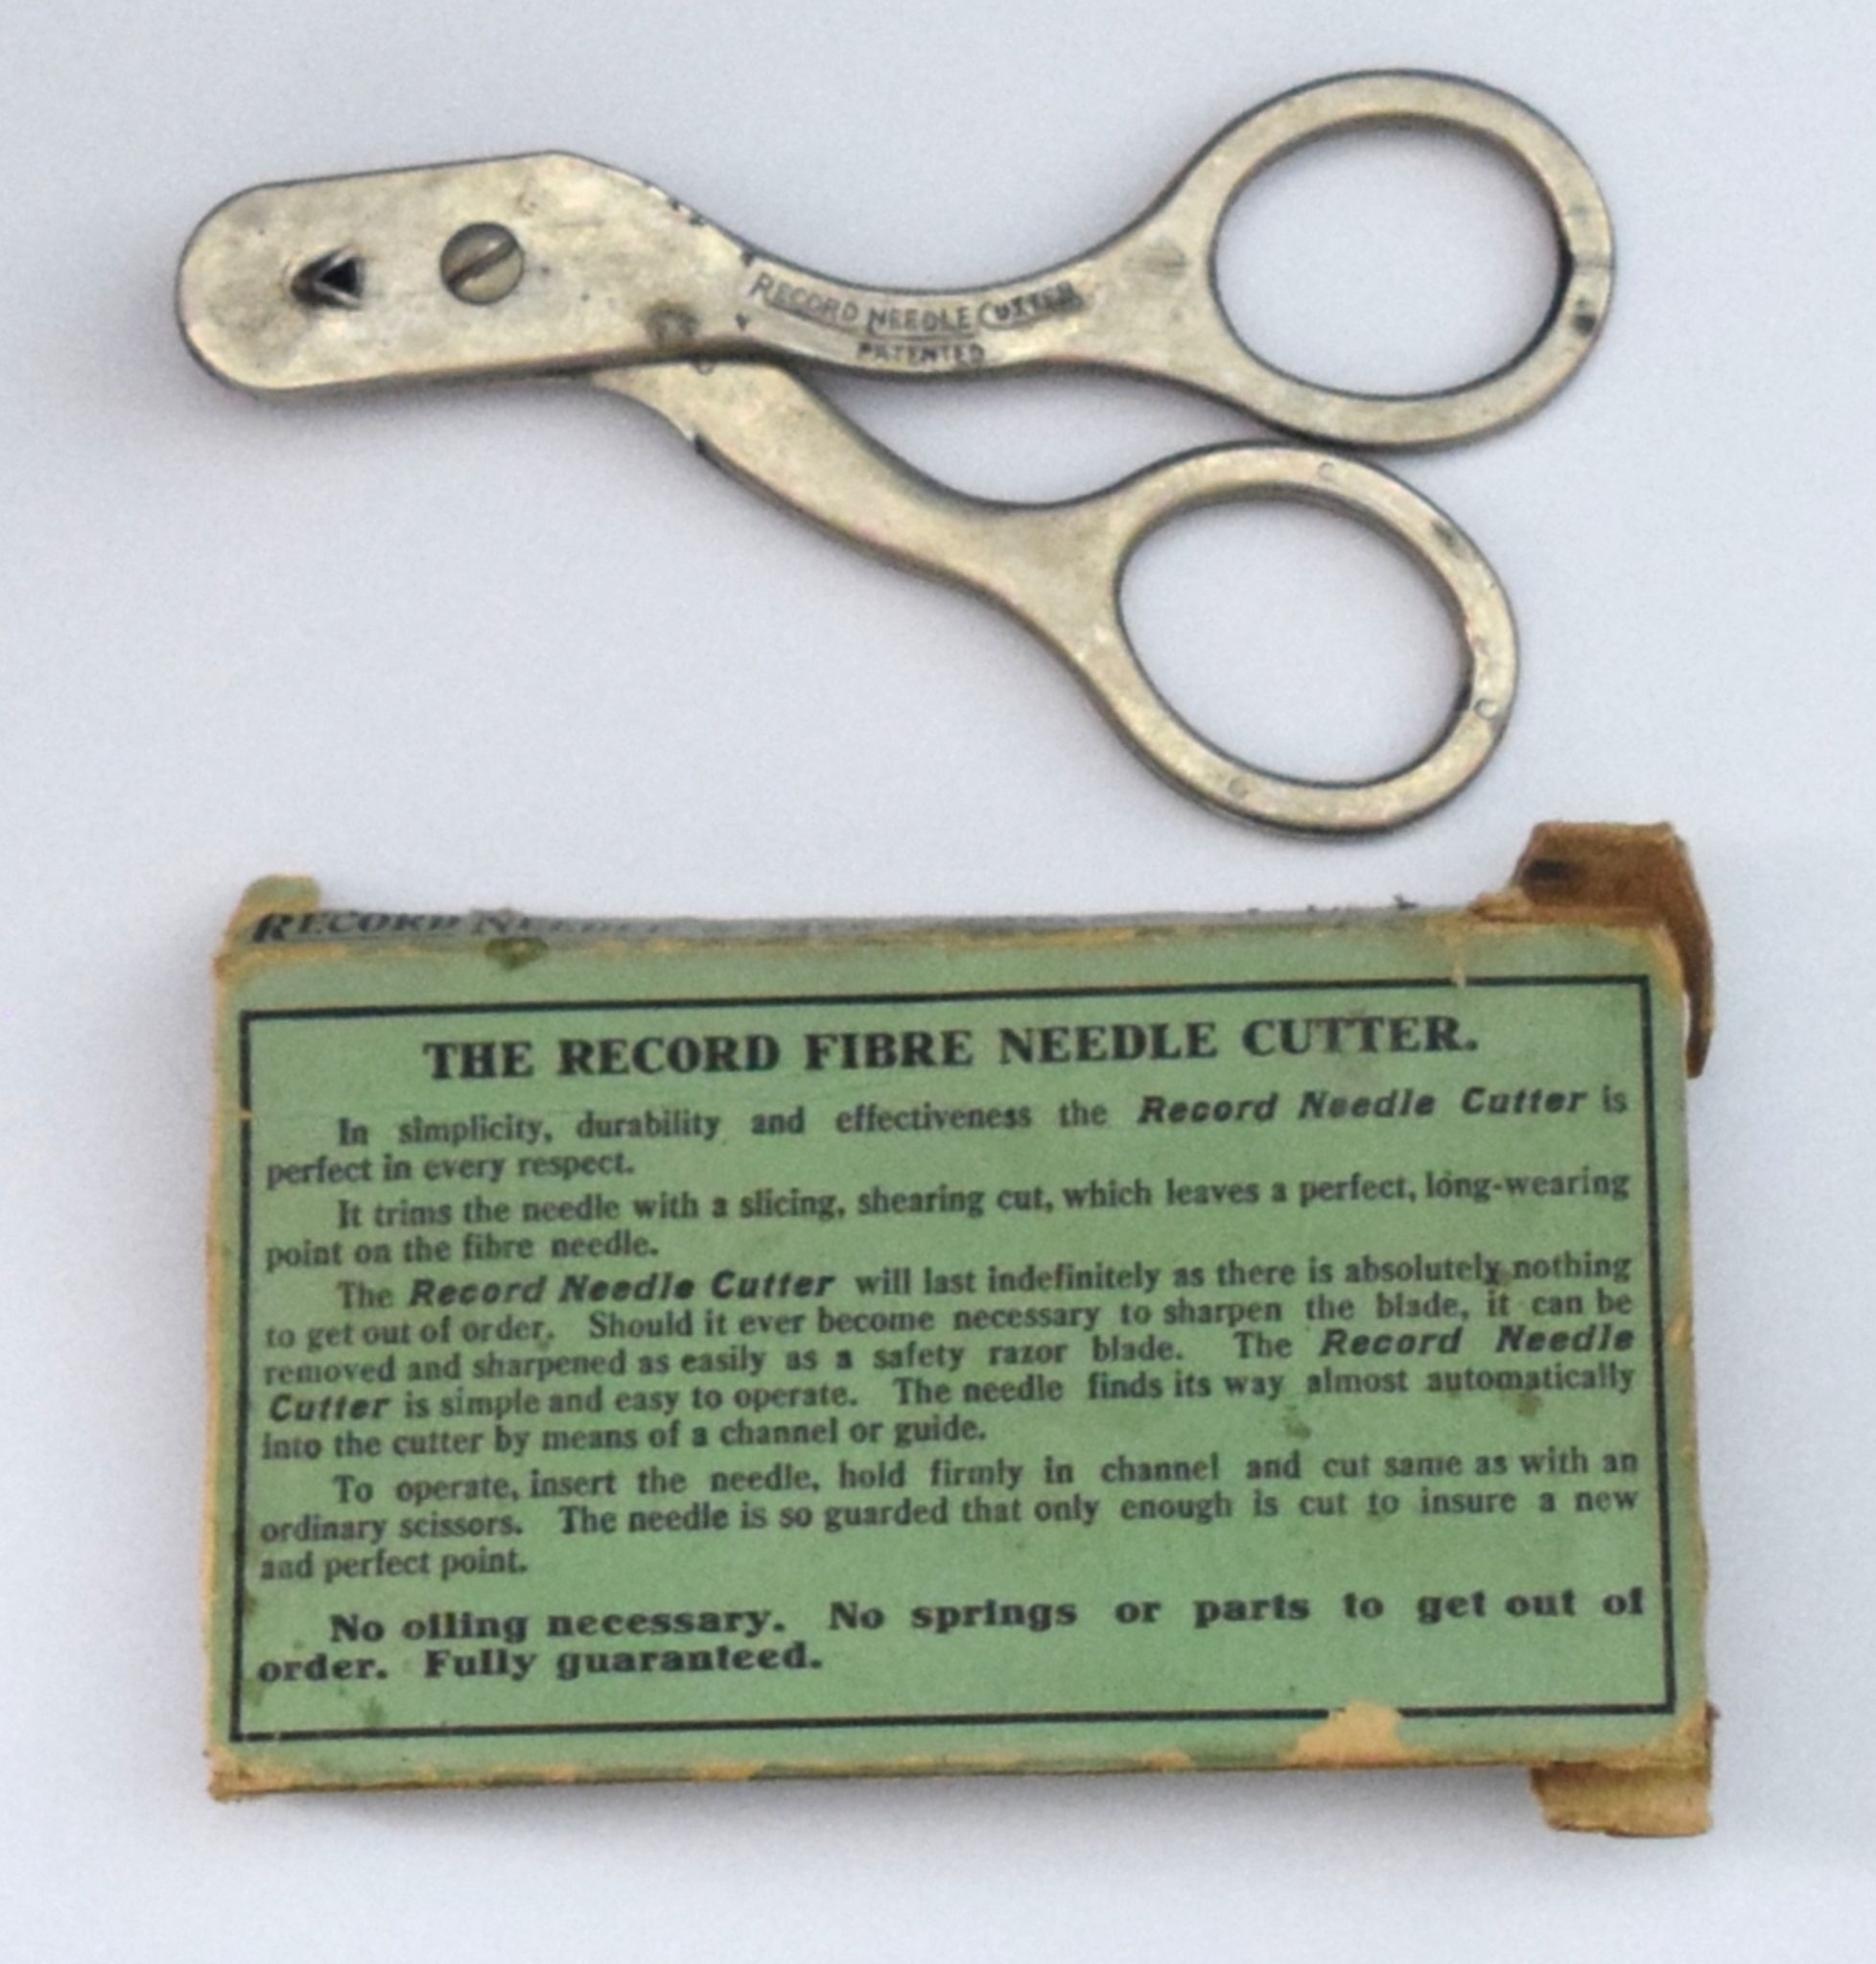 RECORD NEEDLE CUTTER
PATENTED
RECORD
THE RECORD FIBRE NEEDLE CUTTER.
In simplicity, durability and effectiveness the Record Needle Cutter is
perfect in every respect.
It trims the needle with a slicing, shearing cut, which leaves a perfect, long-wearing
point on the fibre needle.
The Record Needle Cutter will last indefinitely as there is absolutely nothing
to get out of order. Should it ever become necessary to sharpen the blade, it can be
removed and sharpened as easily as a safety razor blade. The Record Needle
Cutter is simple and easy to operate. The needle finds its way almost automatically
into the cutter by means of a channel or guide.
To operate, insert the needle, hold firmly in channel and cut same as with an
ordinary scissors. The needle is so guarded that only enough is cut to insure a new
and perfect point.
No oiling necessary. No springs or parts to get out of
order. Fully guaranteed.